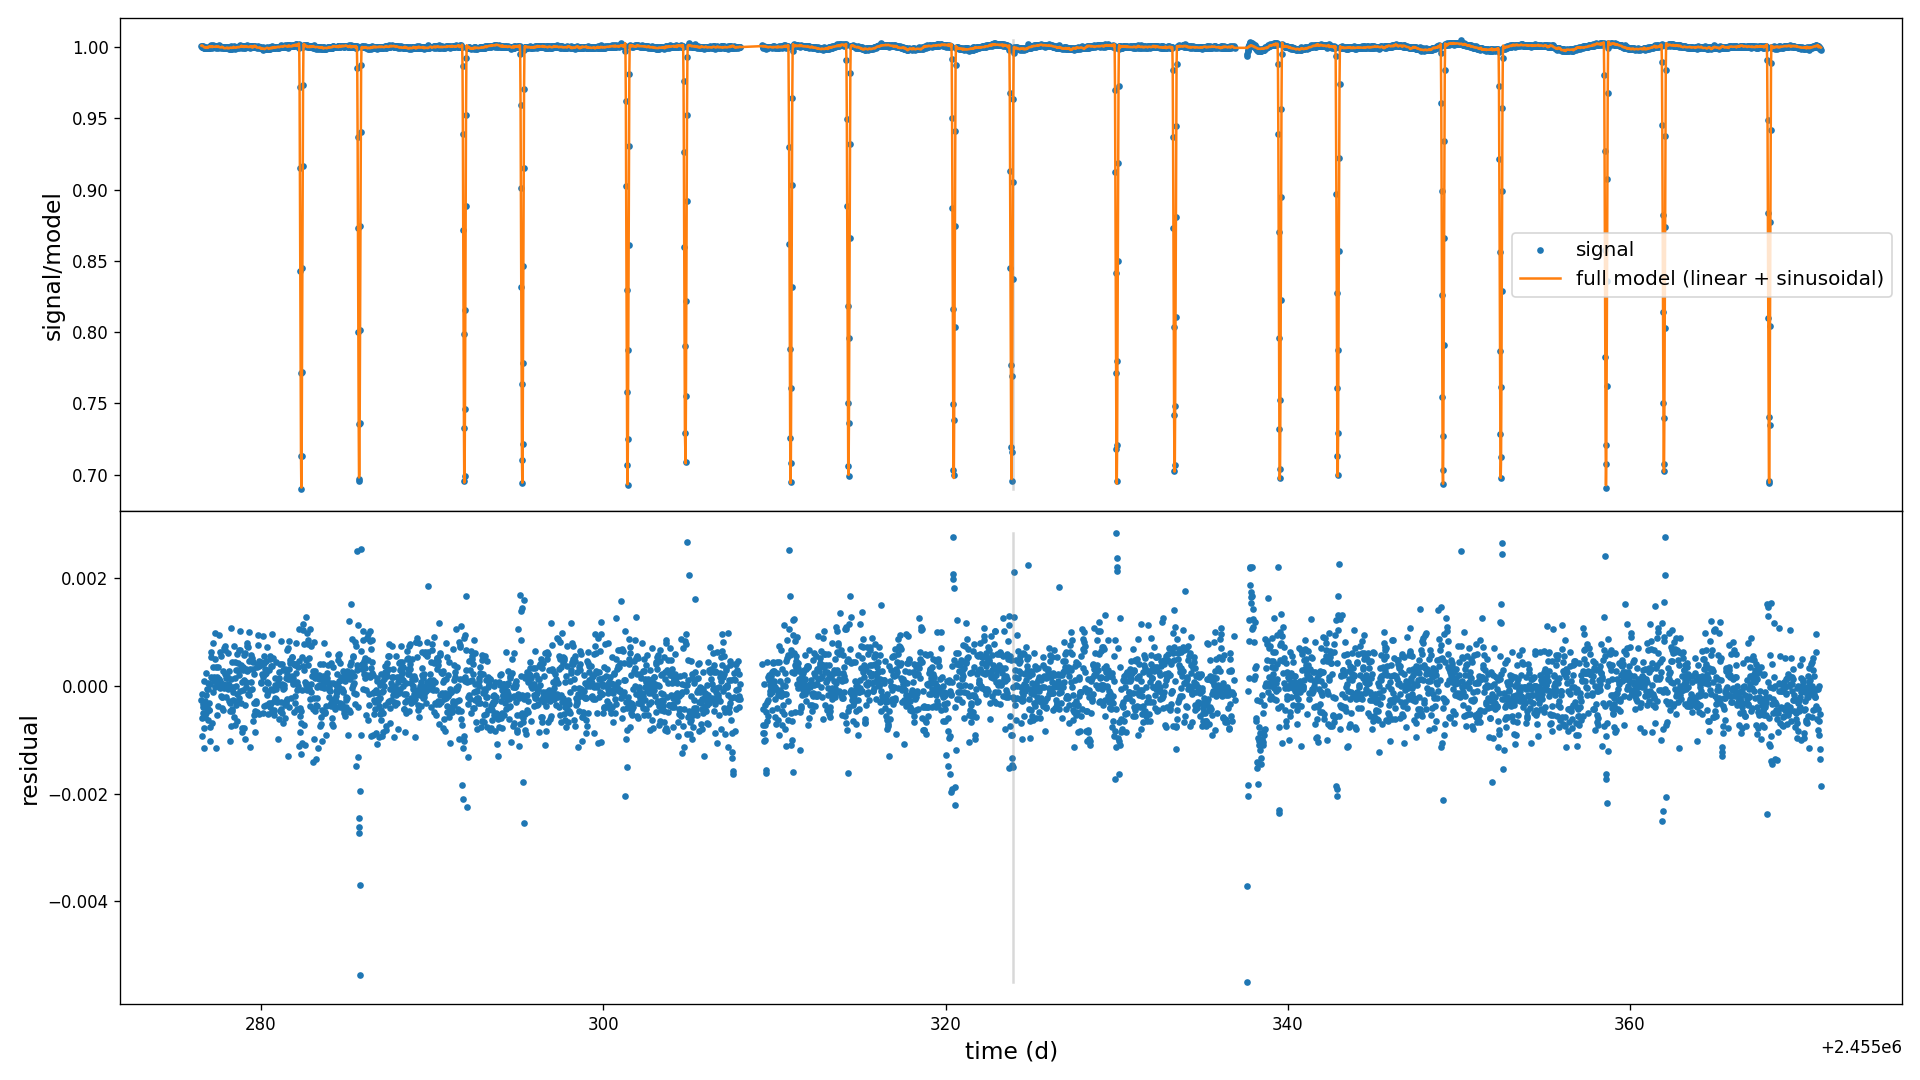 1.00
0.95
0.90
0.85
0.80
0.75
0.70
signal/model
signal
full model (linear + sinusoidal)
0.002
0.000
−0.002
−0.004
residual
280
300
320
340
360
time (d)
+2.455e6